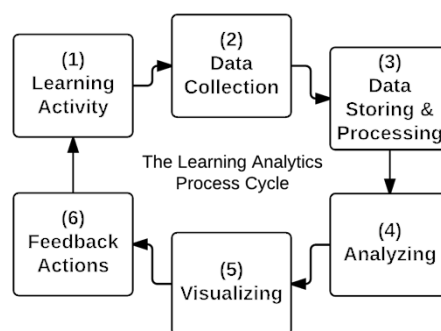 (1)
Learning
Activity
(2)
Data
Collection
(3)
Data
Storing &
Processing
The Learning Analytics
Process Cycle
(4)
Analyzing
(5)
Visualizing
(6)
Feedback
Actions